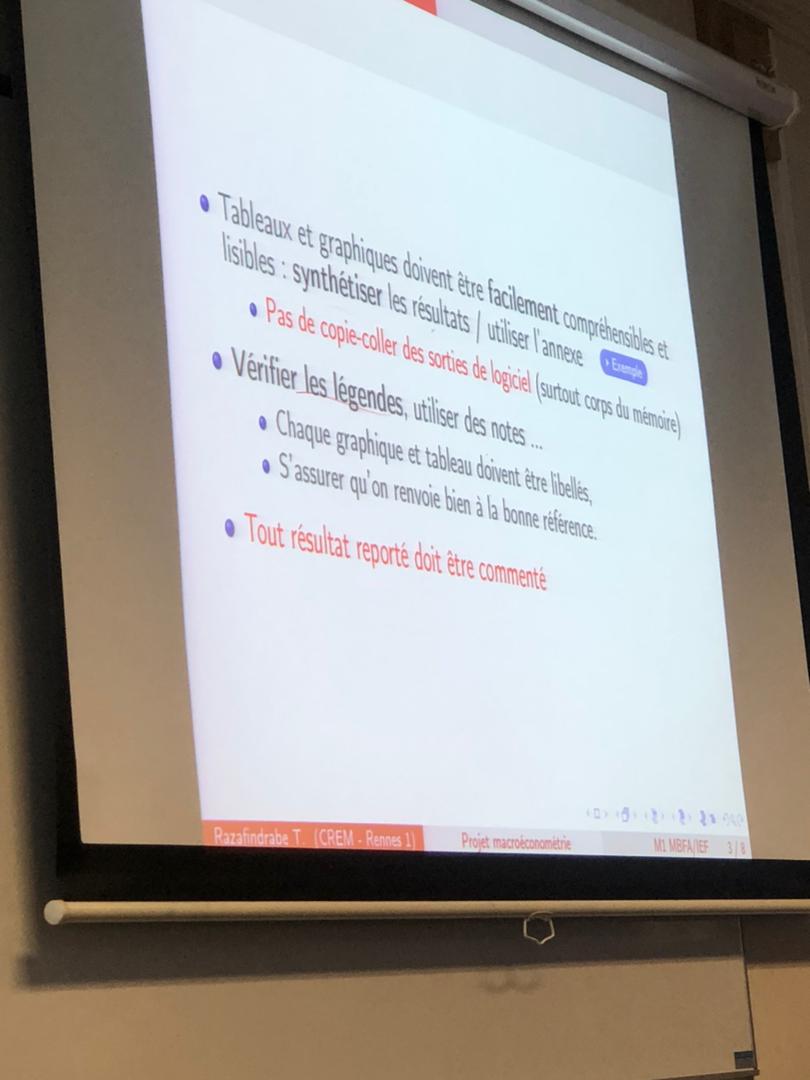 Tableaux et graphiques doivent être facilement compréhensibles et
lisibles : synthétiser les résultats / utiliser l'annexe Exemple
Pas de copie-coller des sorties de logiciel (surtout corps du mémoire)
Vérifier les légendes, utiliser des notes ...
Chaque graphique et tableau doivent être libellés,
S'assurer qu'on renvoie bien à la bonne référence.
Tout résultat reporté doit être commenté
Razafindrabe T. (CREM - Rennes 1) Projet macroéconométrie M1 MBFA/IEF 3 / 8